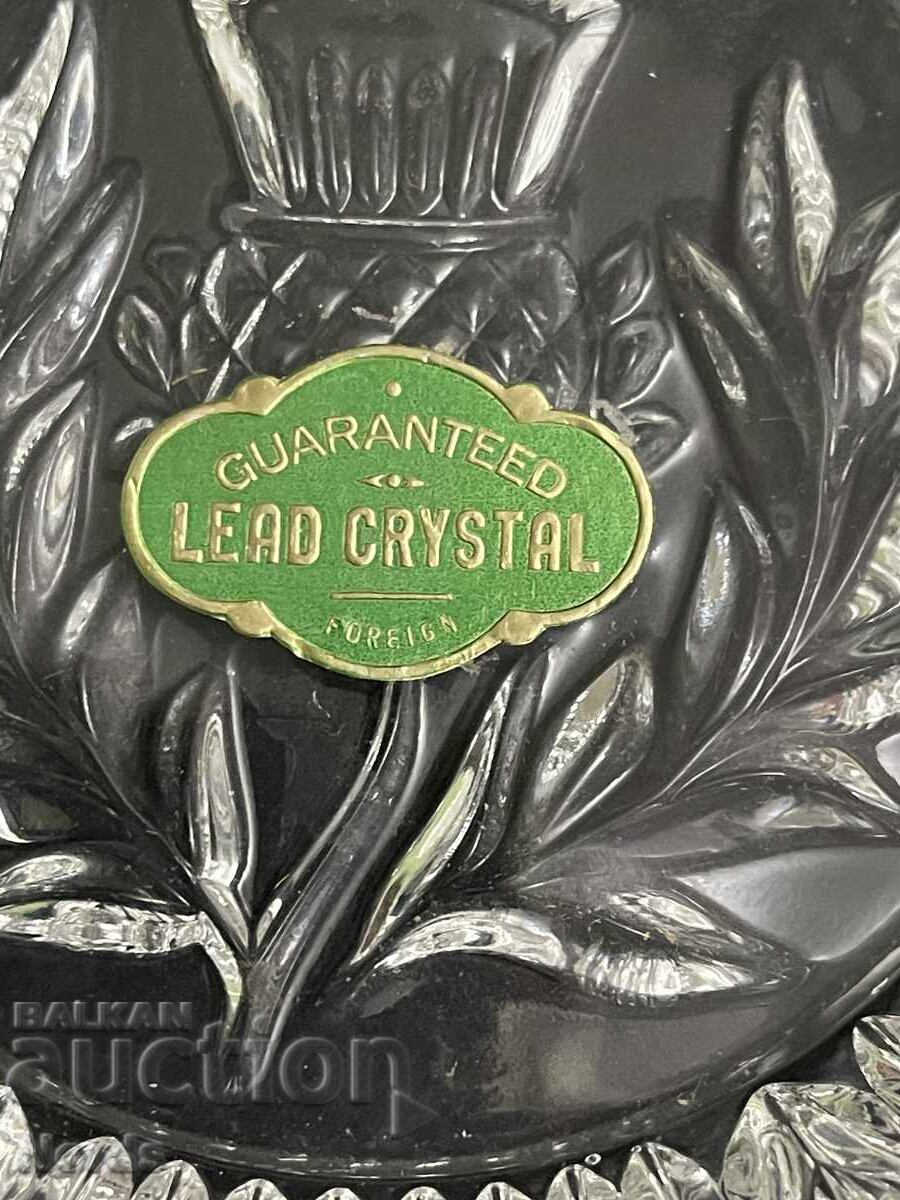 GUARANTEED
LEAD CRYSTAL
FOREIGN
BALKAN
auction